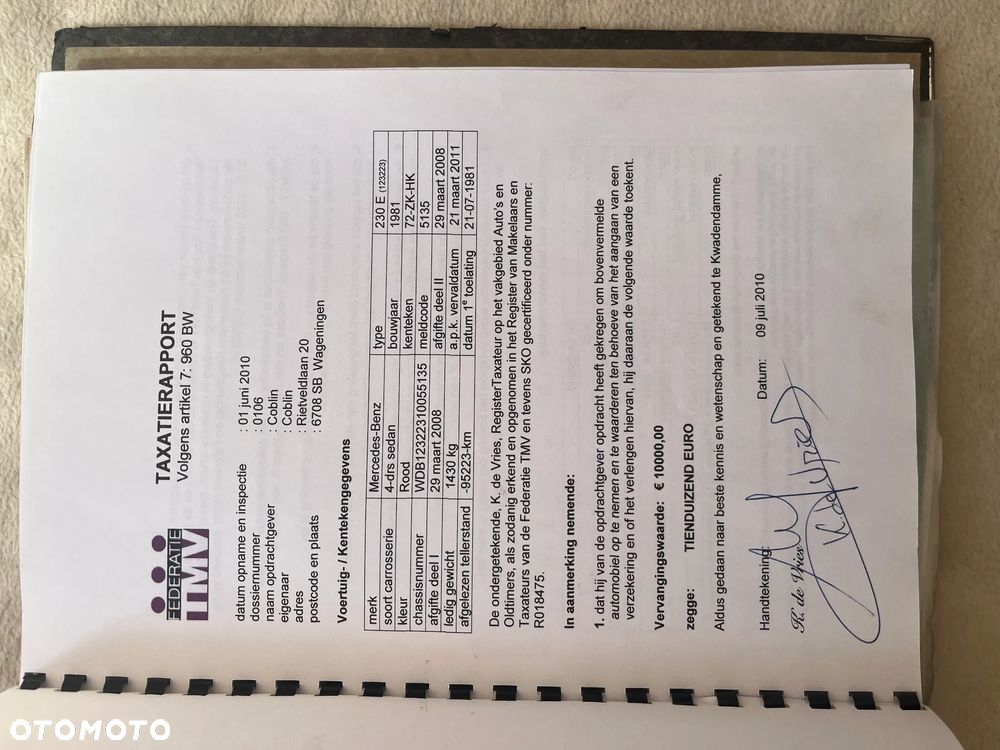 FEDERATIE
TMV
TAXATIERAPPORT
Volgens artikel 7: 960 BW
datum opname en inspectie : 01 juni 2010
dossiernummer : 0106
naam opdrachtgever : Coblin
eigenaar : Coblin
adres : Rietveldlaan 20
postcode en plaats : 6708 SB Wageningen
Voertuig- / Kentekengegevens
merk Mercedes-Benz type 230 E (123223)
soort carrosserie 4-drs sedan bouwjaar 1981
kleur Rood kenteken 72-ZK-HK
chassisnummer WDB12322310055135 meldcode 5135
afgifte deel I 29 maart 2008 afgifte deel II 29 maart 2008
ledig gewicht 1430 kg a.p.k. vervaldatum 21 maart 2011
afgelezen tellerstand -95223-km datum 1e toelating 21-07-1981
De ondergetekende, K. de Vries, RegisterTaxateur op het vakgebied Auto's en
Oldtimers, als zodanig erkend en opgenomen in het Register van Makelaars en
Taxateurs van de Federatie TMV en tevens SKO gecertificeerd onder nummer:
R018475.
In aanmerking nemende:
1. dat hij van de opdrachtgever opdracht heeft gekregen om bovenvermelde
automobiel op te nemen en te waarderen ten behoeve van het aangaan van een
verzekering en of het verlengen hiervan, hij daaraan de volgende waarde toekent.
Vervangingswaarde: € 10000,00
zegge: TIENDUIZEND EURO
Aldus gedaan naar beste kennis en wetenschap en getekend te Kwadendamme,
Handtekening: Datum: 09 juli 2010
K. de Vries
K de Vries
OTOMOTO